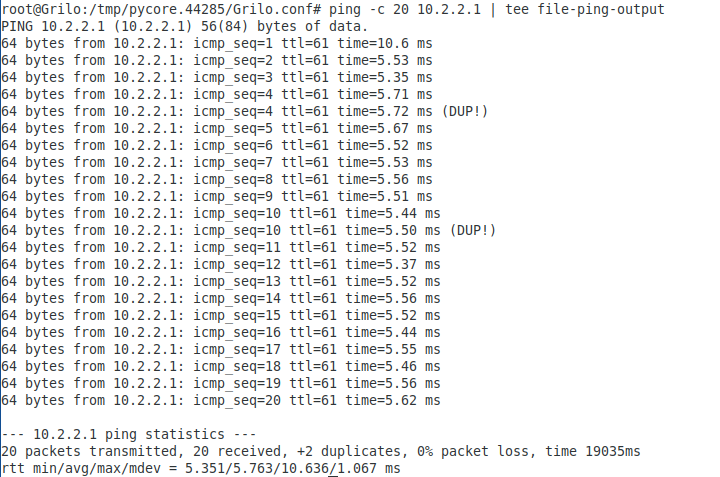 root@Grilo:/tmp/pycore.44285/Grilo.conf# ping -c 20 10.2.2.1 | tee file-ping-output
PING 10.2.2.1 (10.2.2.1) 56(84) bytes of data.
64 bytes from 10.2.2.1: icmp_seq=1 ttl=61 time=10.6 ms
64 bytes from 10.2.2.1: icmp_seq=2 ttl=61 time=5.53 ms
64 bytes from 10.2.2.1: icmp_seq=3 ttl=61 time=5.35 ms
64 bytes from 10.2.2.1: icmp_seq=4 ttl=61 time=5.71 ms
64 bytes from 10.2.2.1: icmp_seq=4 ttl=61 time=5.72 ms (DUP!)
64 bytes from 10.2.2.1: icmp_seq=5 ttl=61 time=5.67 ms
64 bytes from 10.2.2.1: icmp_seq=6 ttl=61 time=5.52 ms
64 bytes from 10.2.2.1: icmp_seq=7 ttl=61 time=5.53 ms
64 bytes from 10.2.2.1: icmp_seq=8 ttl=61 time=5.56 ms
64 bytes from 10.2.2.1: icmp_seq=9 ttl=61 time=5.51 ms
64 bytes from 10.2.2.1: icmp_seq=10 ttl=61 time=5.44 ms
64 bytes from 10.2.2.1: icmp_seq=10 ttl=61 time=5.50 ms (DUP!)
64 bytes from 10.2.2.1: icmp_seq=11 ttl=61 time=5.52 ms
64 bytes from 10.2.2.1: icmp_seq=12 ttl=61 time=5.37 ms
64 bytes from 10.2.2.1: icmp_seq=13 ttl=61 time=5.52 ms
64 bytes from 10.2.2.1: icmp_seq=14 ttl=61 time=5.56 ms
64 bytes from 10.2.2.1: icmp_seq=15 ttl=61 time=5.52 ms
64 bytes from 10.2.2.1: icmp_seq=16 ttl=61 time=5.44 ms
64 bytes from 10.2.2.1: icmp_seq=17 ttl=61 time=5.55 ms
64 bytes from 10.2.2.1: icmp_seq=18 ttl=61 time=5.46 ms
64 bytes from 10.2.2.1: icmp_seq=19 ttl=61 time=5.56 ms
64 bytes from 10.2.2.1: icmp_seq=20 ttl=61 time=5.62 ms
--- 10.2.2.1 ping statistics ---
20 packets transmitted, 20 received, +2 duplicates, 0% packet loss, time 19035ms
rtt min/avg/max/mdev = 5.351/5.763/10.636/1.067 ms